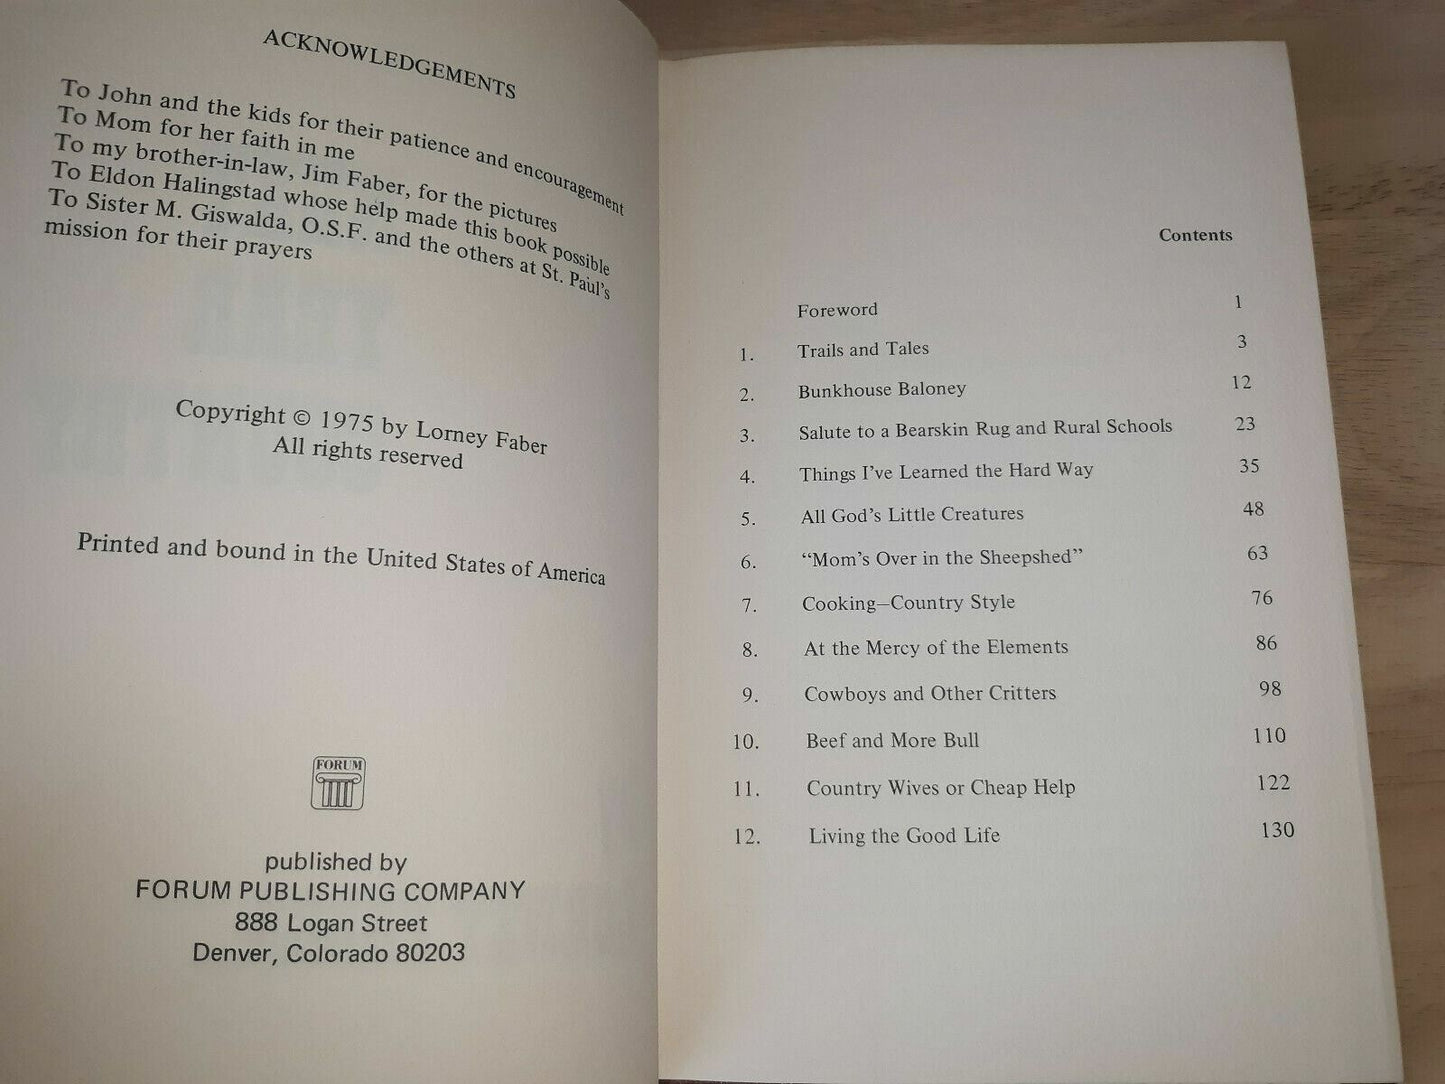 ACKNOWLEDGEMENTS
To John and the kids for their patience and encouragement
To Mom for her faith in me
To my brother-in-law, Jim Faber, for the pictures
To Eldon Halingstad whose help made this book possible
To Sister M. Giswalda, O.S.F. and the others at St. Paul's
mission for their prayers
Copyright © 1975 by Lorney Faber
All rights reserved
Printed and bound in the United States of America
FORUM
published by
FORUM PUBLISHING COMPANY
888 Logan Street
Denver, Colorado 80203
Contents
Foreword 1
1. Trails and Tales 3
2. Bunkhouse Baloney 12
3. Salute to a Bearskin Rug and Rural Schools 23
4. Things I've Learned the Hard Way 35
5. All God's Little Creatures 48
6. “Mom's Over in the Sheepshed” 63
7. Cooking—Country Style 76
8. At the Mercy of the Elements 86
9. Cowboys and Other Critters 98
10. Beef and More Bull 110
11. Country Wives or Cheap Help 122
12. Living the Good Life 130